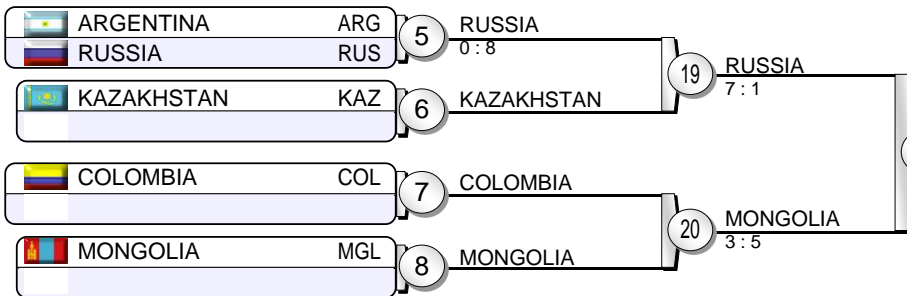 ARGENTINA ARG
RUSSIA RUS
5
RUSSIA
0 : 8
KAZAKHSTAN KAZ
6
KAZAKHSTAN
19
RUSSIA
7 : 1
COLOMBIA COL
7
COLOMBIA
MONGOLIA MGL
8
MONGOLIA
20
MONGOLIA
3 : 5